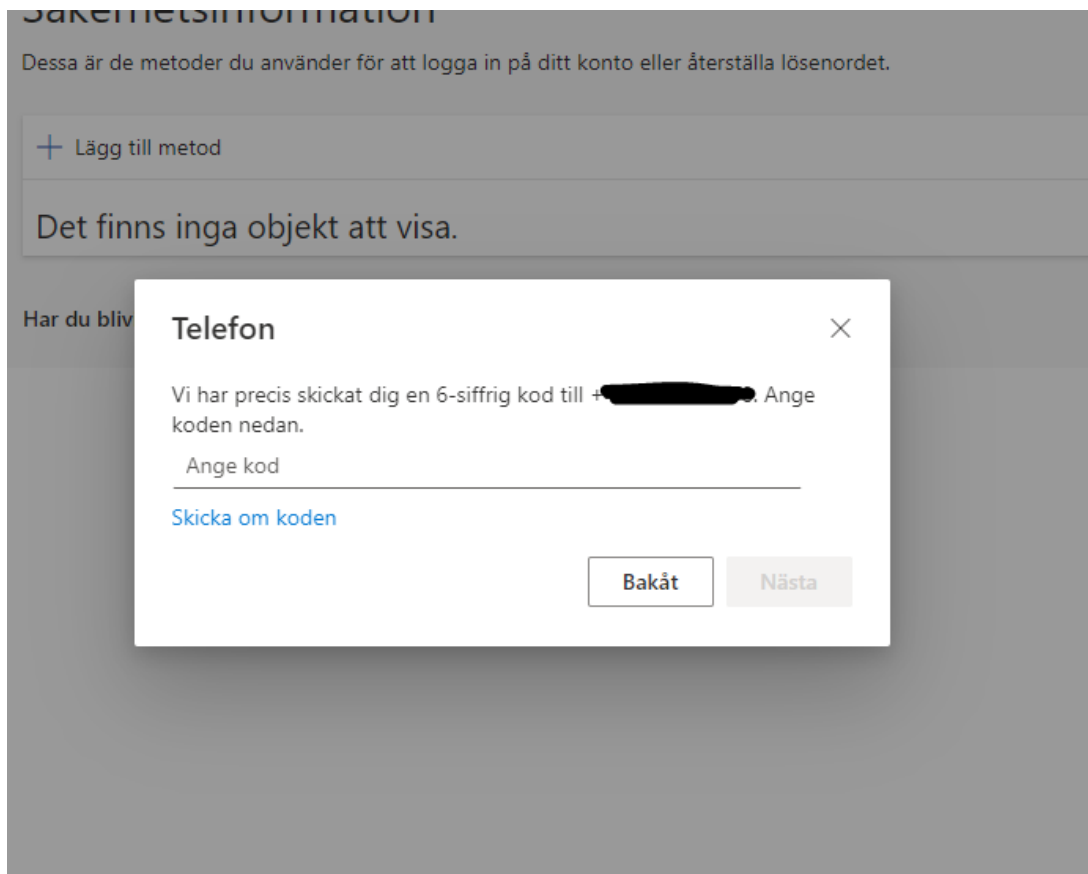 Säkerhetsinformation
Dessa är de metoder du använder för att logga in på ditt konto eller återställa lösenordet.
Lägg till metod
Det finns inga objekt att visa.
Har du bliv
Telefon
Vi har precis skickat dig en 6-siffrig kod till + . Ange
koden nedan.
Ange kod
Skicka om koden
Bakåt
Nästa